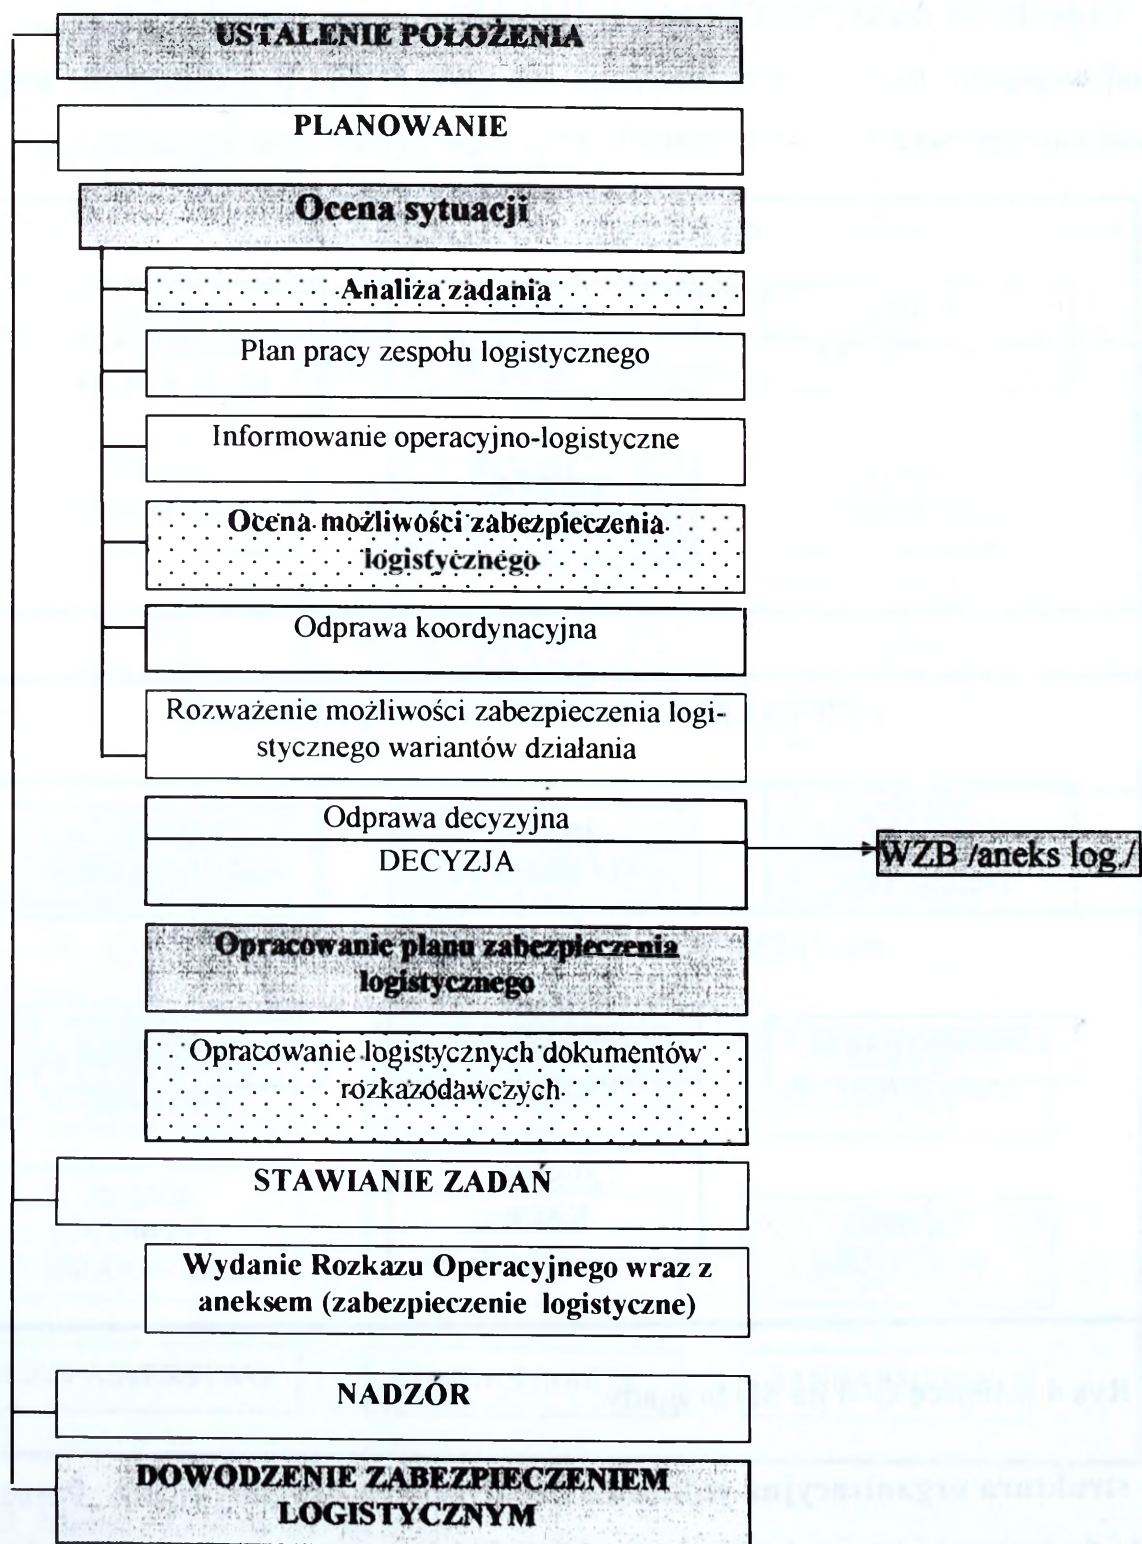 USTALENIE POŁOŻENIA
PLANOWANIE
Ocena sytuacji
Analiza zadania
Plan pracy zespołu logistycznego
Informowanie operacyjno-logistyczne
Ocena możliwości zabezpieczenia
logistycznego
Odprawa koordynacyjna
Rozważenie możliwości zabezpieczenia logi-
stycznego wariantów działania
Odprawa decyzyjna
DECYZJA
WZB /aneks log./
Opracowanie planu zabezpieczenia
logistycznego
Opracowanie logistycznych dokumentów
rozkazodawczych
STAWIANIE ZADAŃ
Wydanie Rozkazu Operacyjnego wraz z
aneksem (zabezpieczenie logistyczne)
NADZÓR
DOWODZENIE ZABEZPIECZENIEM
LOGISTYCZNYM